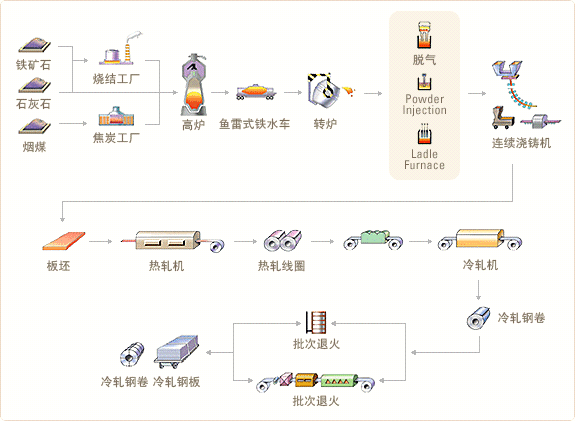 铁矿石
烧结工厂
石灰石
烟煤
焦炭工厂
高炉
鱼雷式铁水车
转炉
脱气
Powder
Injection
Ladle
Furnace
连续浇铸机
板坯
热轧机
热轧线圈
冷轧机
冷轧钢卷
批次退火
冷轧钢卷
冷轧钢板
批次退火